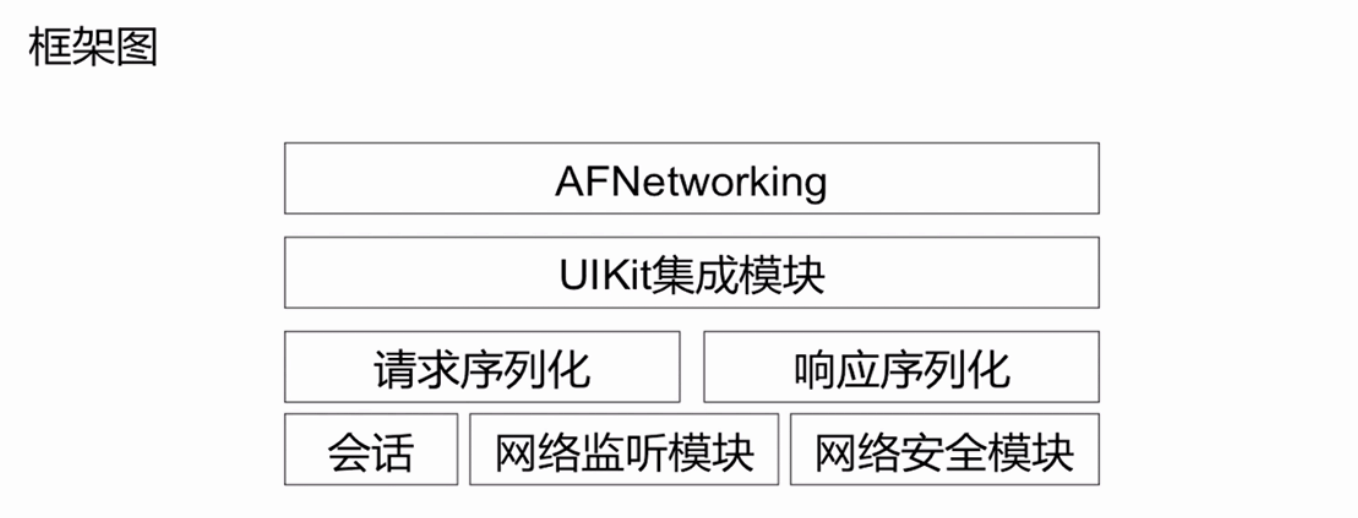 框架图
AFNetworking
UIKit集成模块
请求序列化
响应序列化
会话
网络监听模块
网络安全模块